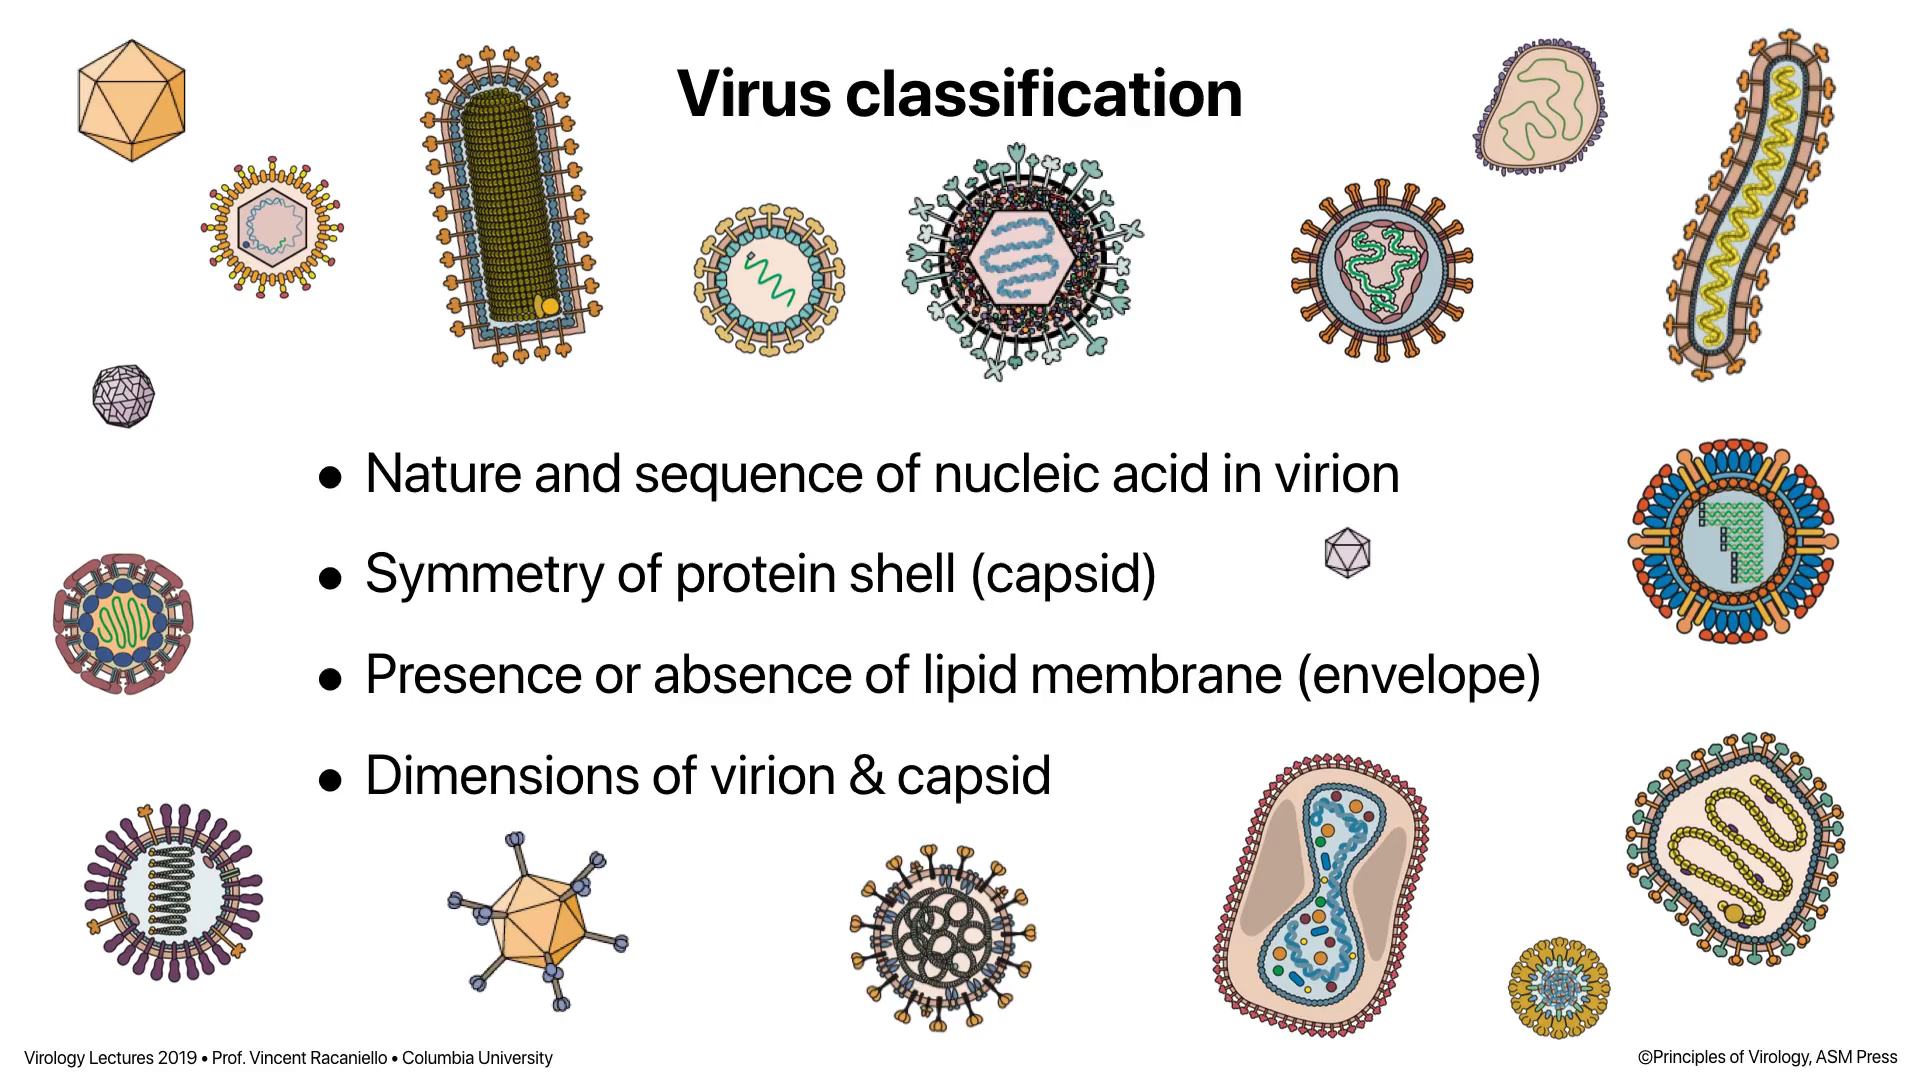 Virus classification
• Nature and sequence of nucleic acid in virion
• Symmetry of protein shell (capsid)
• Presence or absence of lipid membrane (envelope)
• Dimensions of virion & capsid
Virology Lectures 2019 • Prof. Vincent Racaniello • Columbia University
©Principles of Virology, ASM Press